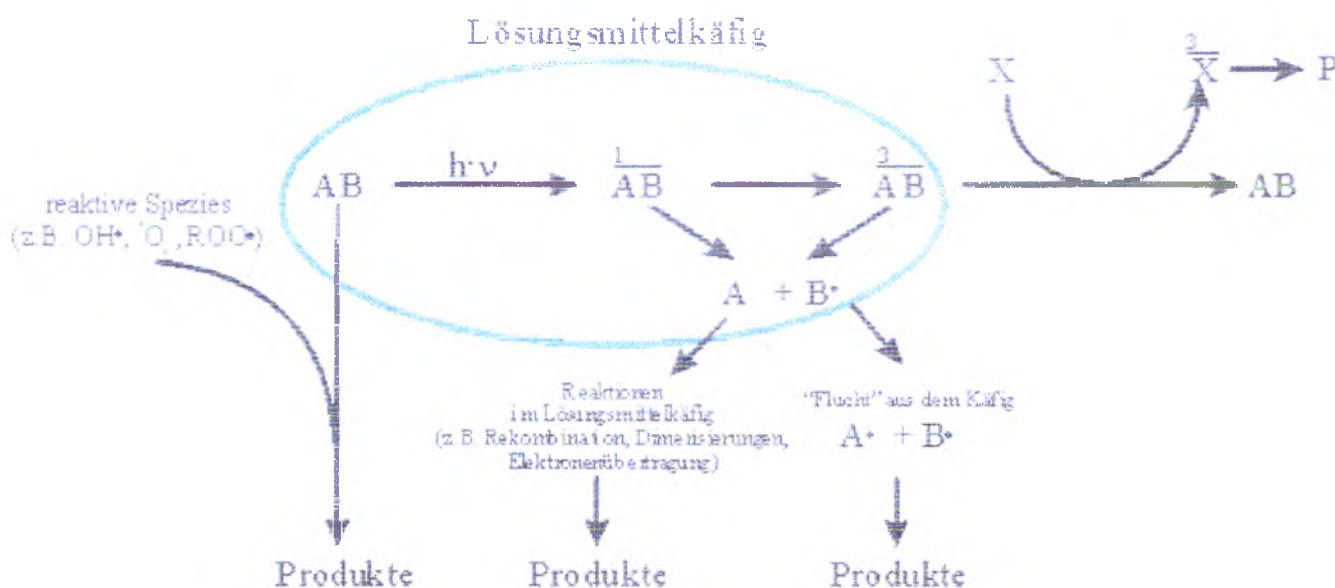 Lösungsmittelkäfig
X
3
X
P
AB
h·ν
1
AB
3
AB
AB
reaktive Spezies
(z.B. OH•, 'O , ROO•)
A + B•
Reaktionen
im Lösungsmittelkäfig
(z.B. Rekombination, Dimerisierungen,
Elektronenübertragung)
"Flucht" aus dem Käfig
A• + B•
Produkte
Produkte
Produkte